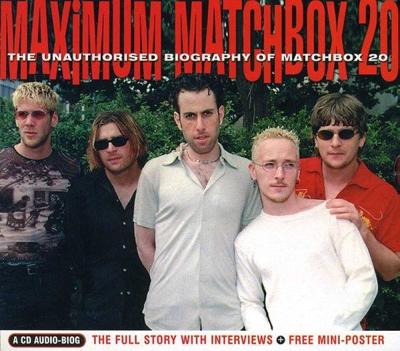 MAXiMUM MATCHBOX 20
THE UNAUTHORISED BIOGRAPHY OF MATCHBOX 20
A CD AUDIO-BIOG THE FULL STORY WITH INTERVIEWS + FREE MINI-POSTER